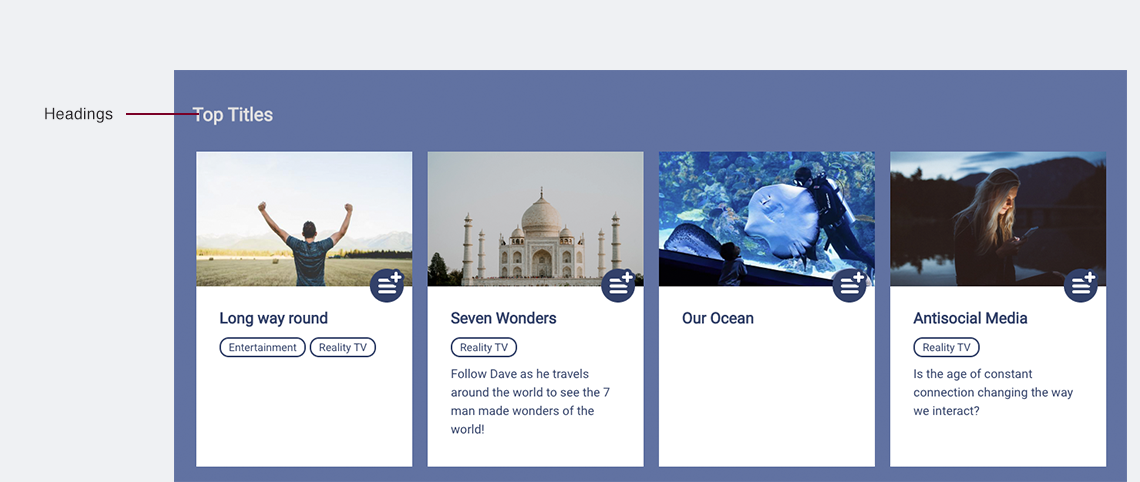 Headings
Top Titles
Long way round
Entertainment
Reality TV
Seven Wonders
Reality TV
Follow Dave as he travels
around the world to see the 7
man made wonders of the
world!
Our Ocean
Antisocial Media
Reality TV
Is the age of constant
connection changing the way
we interact?